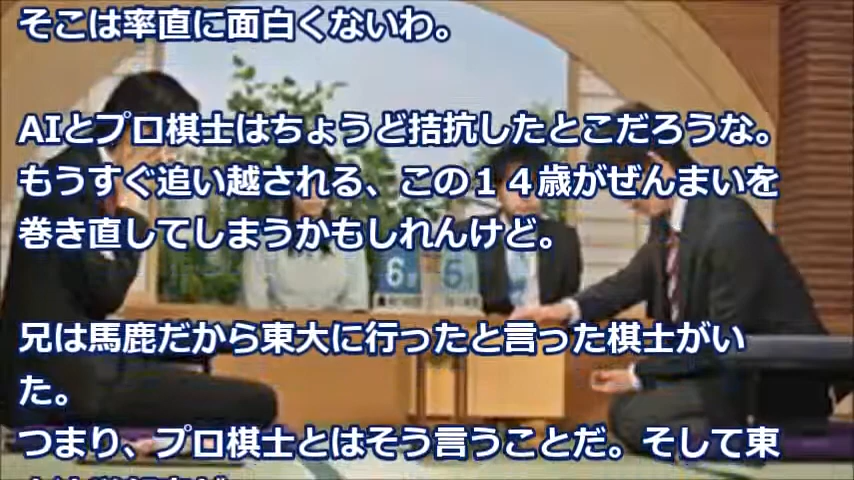 そこは率直に面白くないわ。
AIとプロ棋士はちょうど拮抗したとこだろうな。
もうすぐ追い越される、この１４歳がぜんまいを
巻き直してしまうかもしれんけど。
6
5
兄は馬鹿だから東大に行ったと言った棋士がい
た。
つまり、プロ棋士とはそう言うことだ。そして東